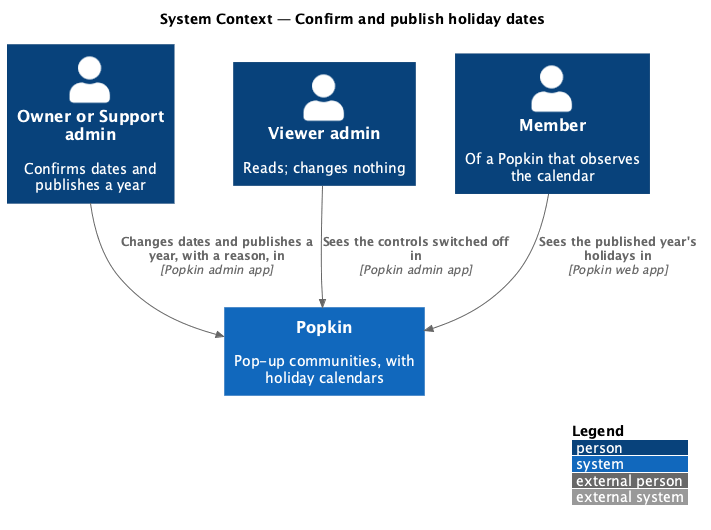 System Context — Confirm and publish holiday dates
Owner or Support
admin
Confirms dates and
publishes a year
Viewer admin
Reads; changes nothing
Member
Of a Popkin that observes
the calendar
Changes dates and publishes a
year, with a reason, in
[Popkin admin app]
Sees the controls switched off
in
[Popkin admin app]
Sees the published year's
holidays in
[Popkin web app]
Popkin
Pop-up communities, with
holiday calendars
Legend
person
system
external person
external system